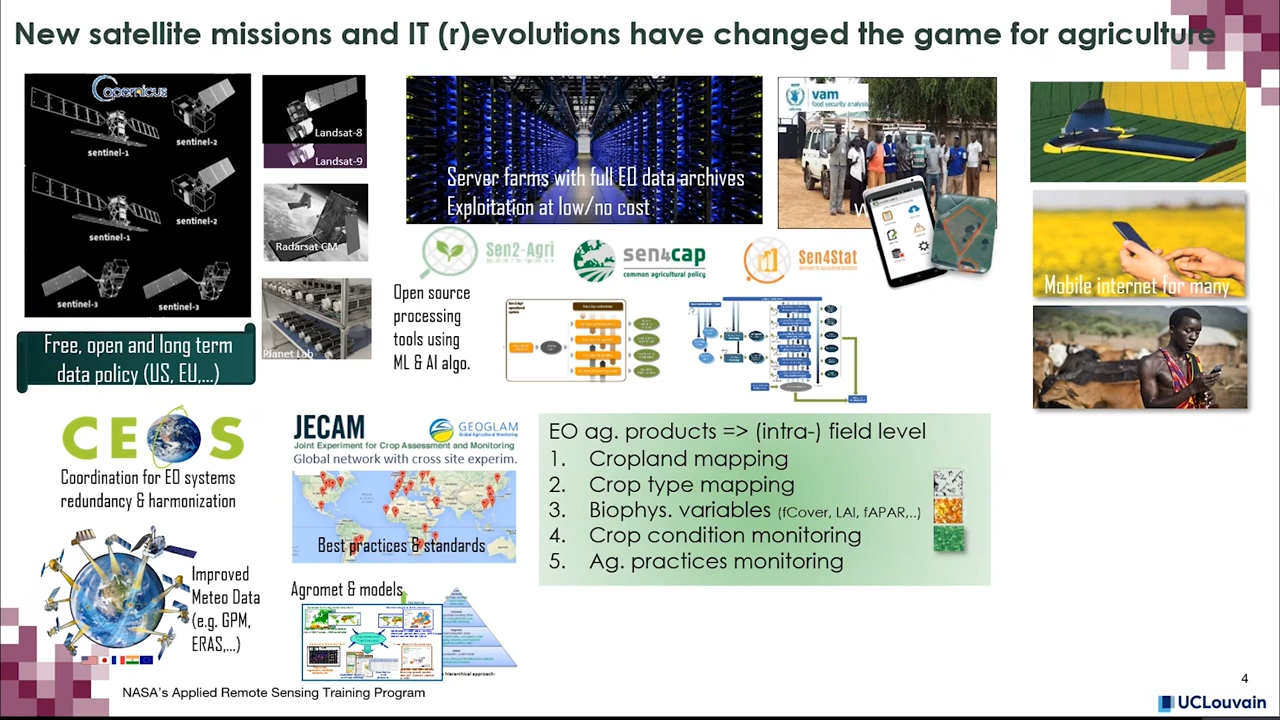 New satellite missions and IT (r)evolutions have changed the game for agriculture
Copernicus
sentinel-1
sentinel-2
sentinel-1
sentinel-2
sentinel-3
sentinel-3
Landsat-8
Landsat-9
Radarsat CM
Planet Lab
Free, open and long term
data policy (US, EU,...)
Server farms with full EO data archives
Exploitation at low/no cost
vam
food security analysis
W
Sen2-Agri
sen4cap
common agricultural policy
Sen4Stat
Open source
processing
tools using
ML & AI algo.
Mobile internet for many
CEOS
Coordination for EO systems
redundancy & harmonization
JECAM
GEOGLAM
Global Agricultural Monitoring
Joint Experiment for Crop Assessment and Monitoring
Global network with cross site experim.
Best practices & standards
EO ag. products => (intra-) field level
1. Cropland mapping
2. Crop type mapping
3. Biophys. variables (fCover, LAI, fAPAR,..)
4. Crop condition monitoring
5. Ag. practices monitoring
Improved
Meteo Data
(e.g. GPM,
ERAS,...)
Agromet & models
hierarchical approach
NASA's Applied Remote Sensing Training Program
4
UCLouvain